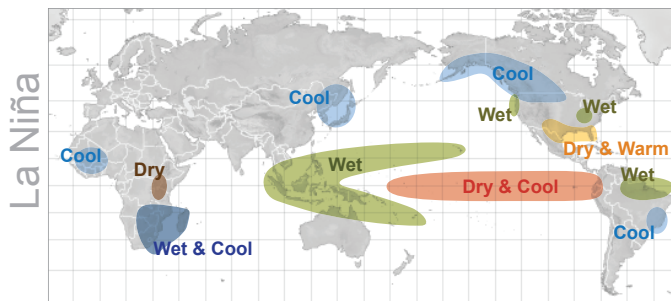 La Niña
Cool
Cool
Wet
Wet
Cool
Dry & Warm
Wet
Dry
Dry & Cool
Wet
Wet & Cool
Cool